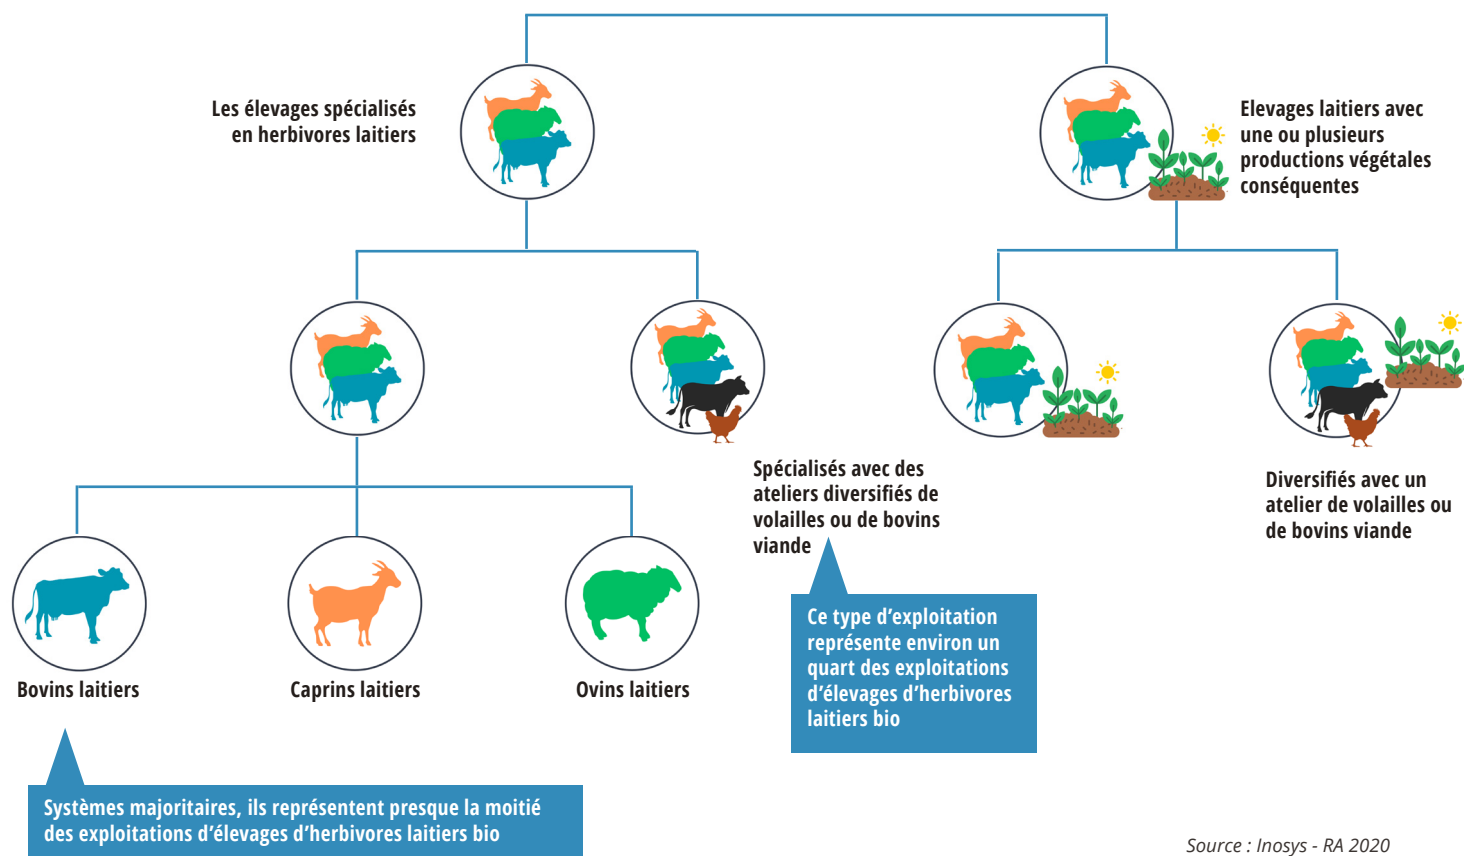 Les élevages spécialisés
en herbivores laitiers
Elevages laitiers avec
une ou plusieurs
productions végétales
conséquentes
Spécialisés avec des
ateliers diversifiés de
volailles ou de bovins
viande
Diversifiés avec un
atelier de volailles ou
de bovins viande
Ce type d’exploitation
représente environ un
quart des exploitations
d’élevages d’herbivores
laitiers bio
Bovins laitiers
Caprins laitiers
Ovins laitiers
Systèmes majoritaires, ils représentent presque la moitié
des exploitations d’élevages d’herbivores laitiers bio
Source : Inosys - RA 2020